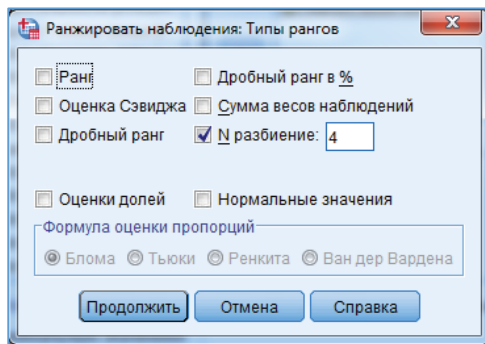 Ранжировать наблюдения: Типы рангов
Ранг Дробный ранг в %
Оценка Сэвиджа Сумма весов наблюдений
Дробный ранг N разбиение: 4
Оценки долей Нормальные значения
Формула оценки пропорций
Блома Тьюки Ренкита Ван дер Вардена
Продолжить Отмена Справка